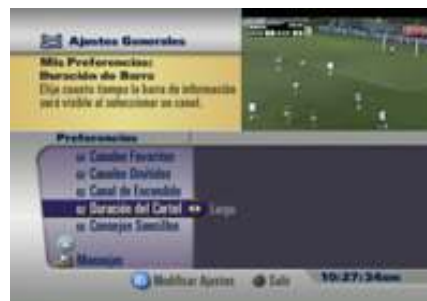 Ajustes Generales
Mis Preferencias:
Duración de Barra
Elija cuanto tiempo la barra de información
será visible al seleccionar un canal.
Preferencias
Canales Favoritos
Canales Omitidos
Canal de Encendido
Duración del Cartel Largo
Consejos Sencillos
Mensajes
Modificar Ajustes Salir 10:27:34am